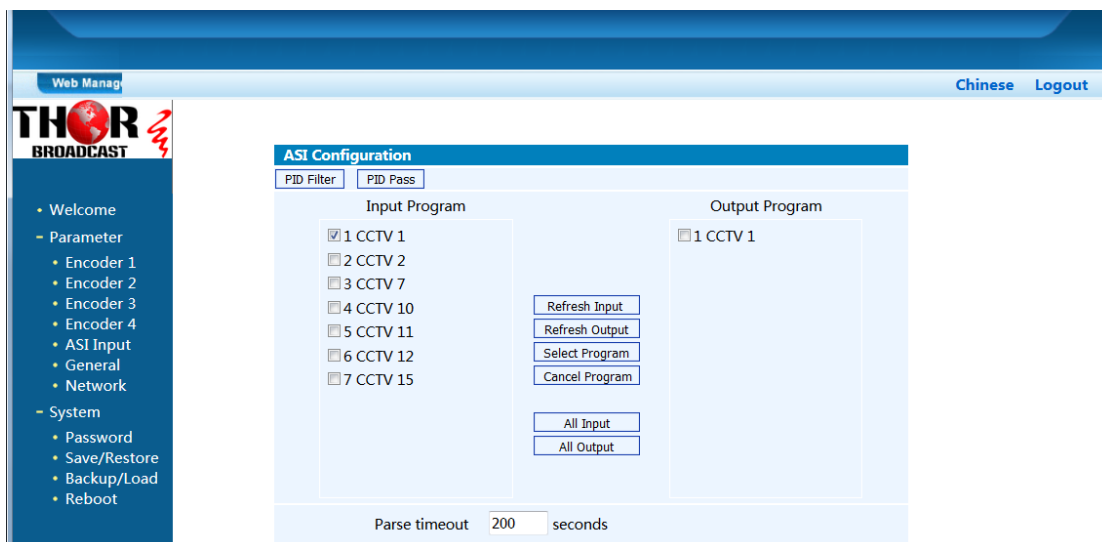 Web Manag
Chinese Logout
THOR
BROADCAST
ASI Configuration
PID Filter PID Pass
Input Program Output Program
• Welcome
- Parameter
• Encoder 1
• Encoder 2
• Encoder 3
• Encoder 4
• ASI Input
• General
• Network
- System
• Password
• Save/Restore
• Backup/Load
• Reboot
1 CCTV 1
2 CCTV 2
3 CCTV 7
4 CCTV 10
5 CCTV 11
6 CCTV 12
7 CCTV 15
Refresh Input
Refresh Output
Select Program
Cancel Program
All Input
All Output
1 CCTV 1
Parse timeout 200 seconds